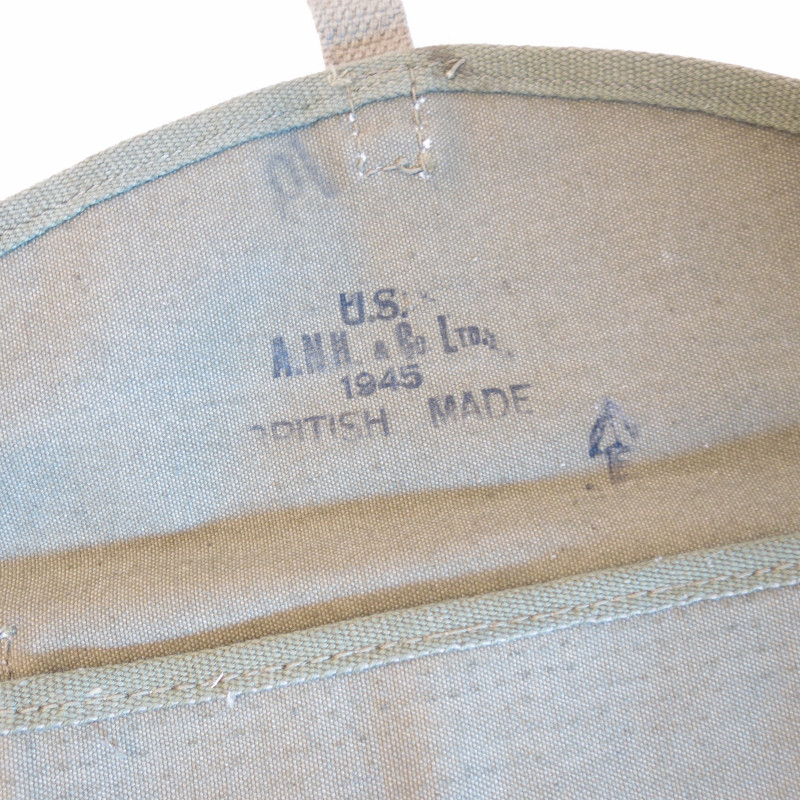 U.S.
A.N.H. & Co LTD.
1945
BRITISH MADE